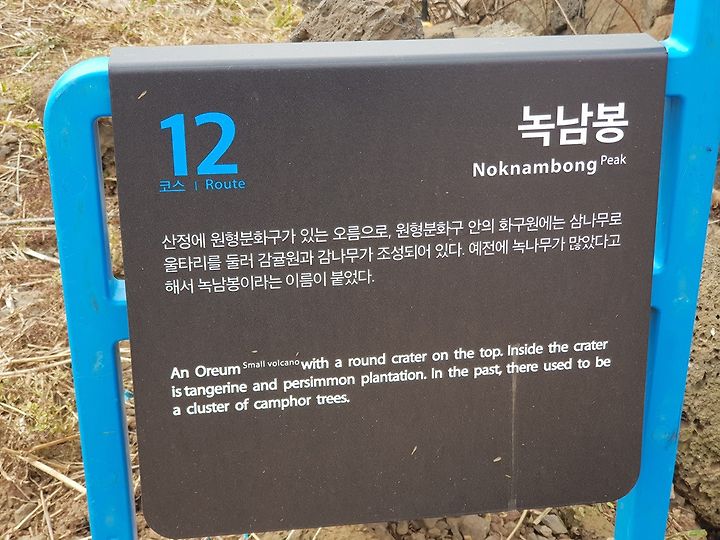 12
코스 | Route
녹남봉
Noknambong Peak
산정에 원형분화구가 있는 오름으로, 원형분화구 안의 화구원에는 삼나무로
울타리를 둘러 감귤원과 감나무가 조성되어 있다. 예전에 녹나무가 많았다고
해서 녹남봉이라는 이름이 붙었다.
An Oreum Small volcano with a round crater on the top. Inside the crater
is tangerine and persimmon plantation. In the past, there used to be
a cluster of camphor trees.